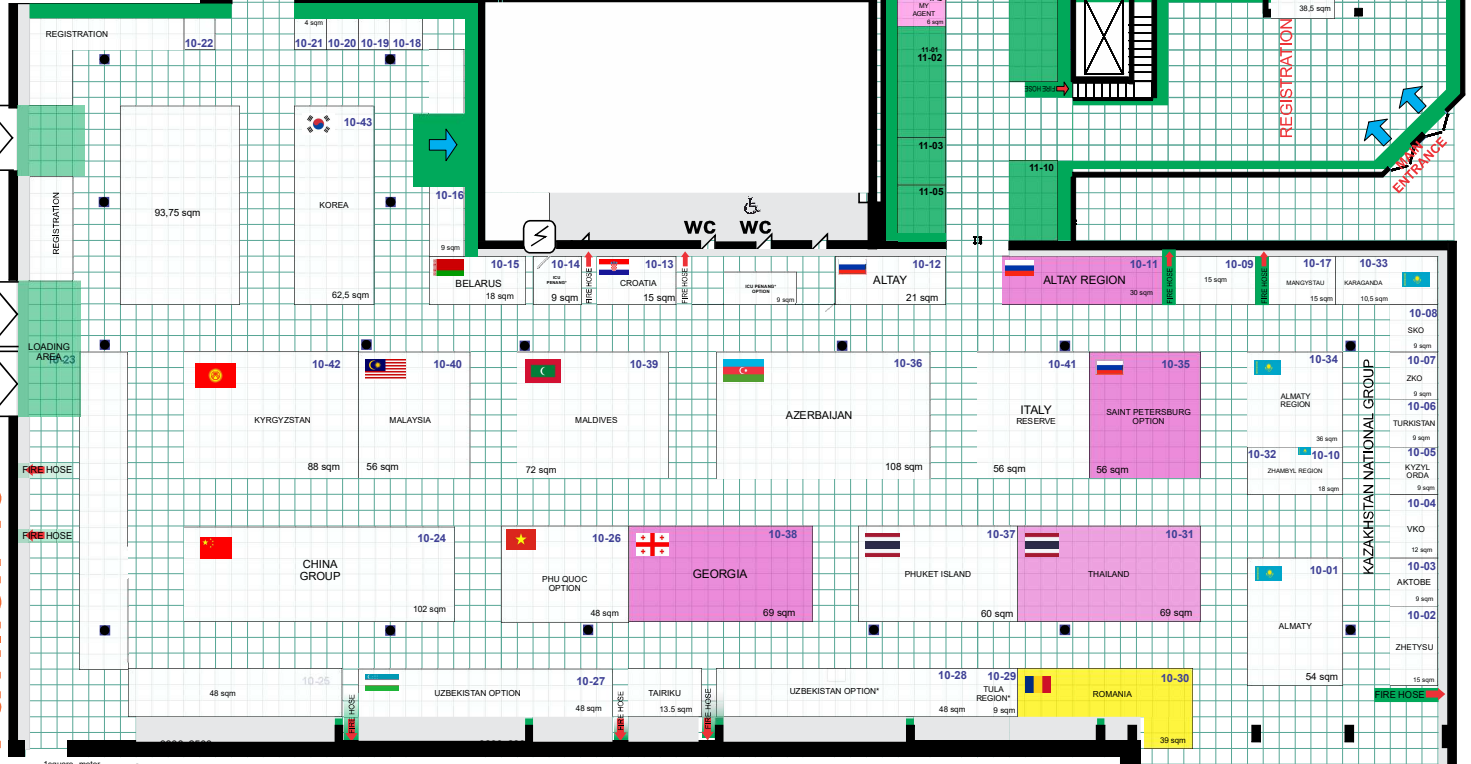 REGISTRATION
10-22
4 sqm
10-21
10-20
10-19
10-18
MY
AGENT
6 sqm
11-01
11-02
11-03
11-05
11-10
FIRE HOSE
REGISTRATION
38,5 sqm
MAIN
ENTRANCE
REGISTRATION
93,75 sqm
10-43
KOREA
62,5 sqm
10-16
9 sqm
WC
WC
10-15
BELARUS
18 sqm
10-14
ICU
PENANG*
9 sqm
FIRE HOSE
10-13
CROATIA
15 sqm
FIRE HOSE
ICU PENANG*
OPTION
9 sqm
10-12
ALTAY
21 sqm
10-11
ALTAY REGION
30 sqm
FIRE HOSE
10-09
15 sqm
FIRE HOSE
10-17
MANGYSTAU
15 sqm
10-33
KARAGANDA
10,5 sqm
LOADING
AREA
10-23
FIRE HOSE
FIRE HOSE
10-42
KYRGYZSTAN
88 sqm
10-40
MALAYSIA
56 sqm
10-39
MALDIVES
72 sqm
10-36
AZERBAIJAN
108 sqm
10-41
ITALY
RESERVE
56 sqm
10-35
SAINT PETERSBURG
OPTION
56 sqm
10-34
ALMATY
REGION
36 sqm
10-32
10-10
ZHAMBYL REGION
18 sqm
KAZAKHSTAN NATIONAL GROUP
10-08
SKO
9 sqm
10-07
ZKO
9 sqm
10-06
TURKISTAN
9 sqm
10-05
KYZYL
ORDA
9 sqm
10-04
VKO
12 sqm
10-03
AKTOBE
9 sqm
10-02
ZHETYSU
15 sqm
10-24
CHINA
GROUP
102 sqm
10-26
PHU QUOC
OPTION
48 sqm
10-38
GEORGIA
69 sqm
10-37
PHUKET ISLAND
60 sqm
10-31
THAILAND
69 sqm
10-01
ALMATY
54 sqm
10-25
48 sqm
FIRE HOSE
10-27
UZBEKISTAN OPTION
48 sqm
FIRE HOSE
TAIRIKU
13.5 sqm
FIRE HOSE
10-28
UZBEKISTAN OPTION*
48 sqm
10-29
TULA
REGION*
9 sqm
10-30
ROMANIA
39 sqm
FIRE HOSE